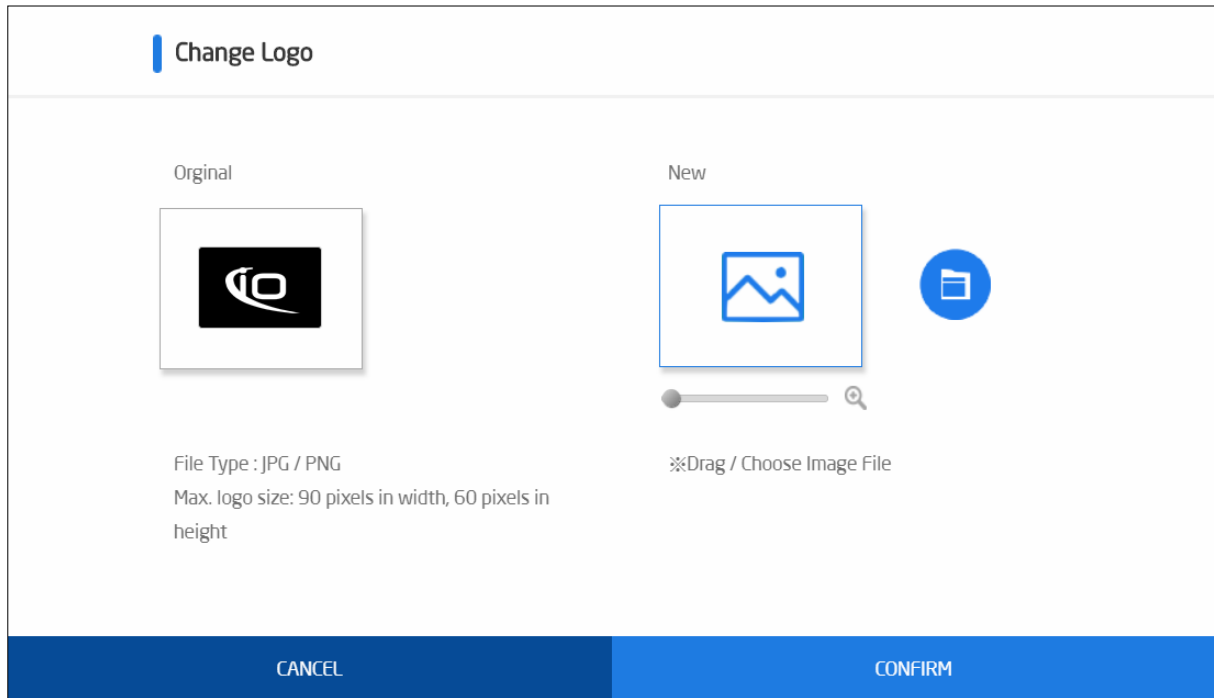 Change Logo
Orginal
New
iO
File Type : JPG / PNG
Max. logo size: 90 pixels in width, 60 pixels in
height
※Drag / Choose Image File
CANCEL
CONFIRM